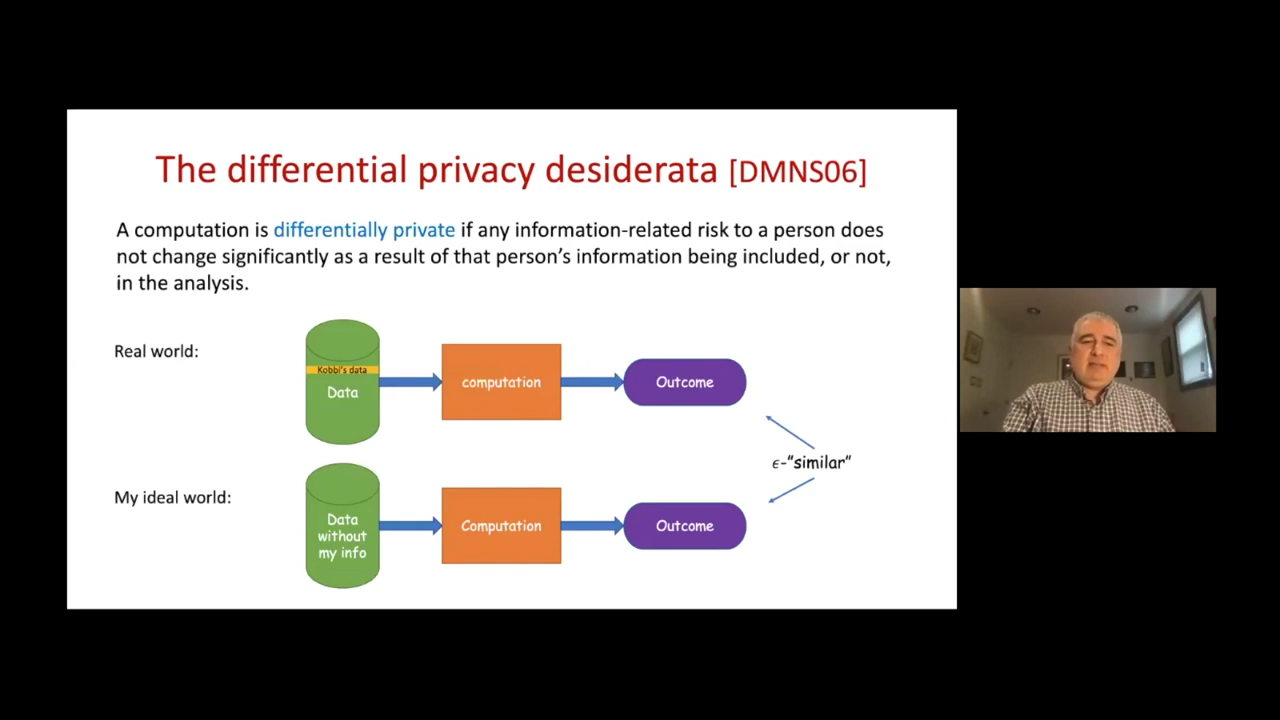 The differential privacy desiderata [DMNS06]
A computation is differentially private if any information-related risk to a person does
not change significantly as a result of that person's information being included, or not,
in the analysis.
Real world:
Kobbi's data
Data
computation
Outcome
ϵ-"similar"
My ideal world:
Data
without
my info
Computation
Outcome